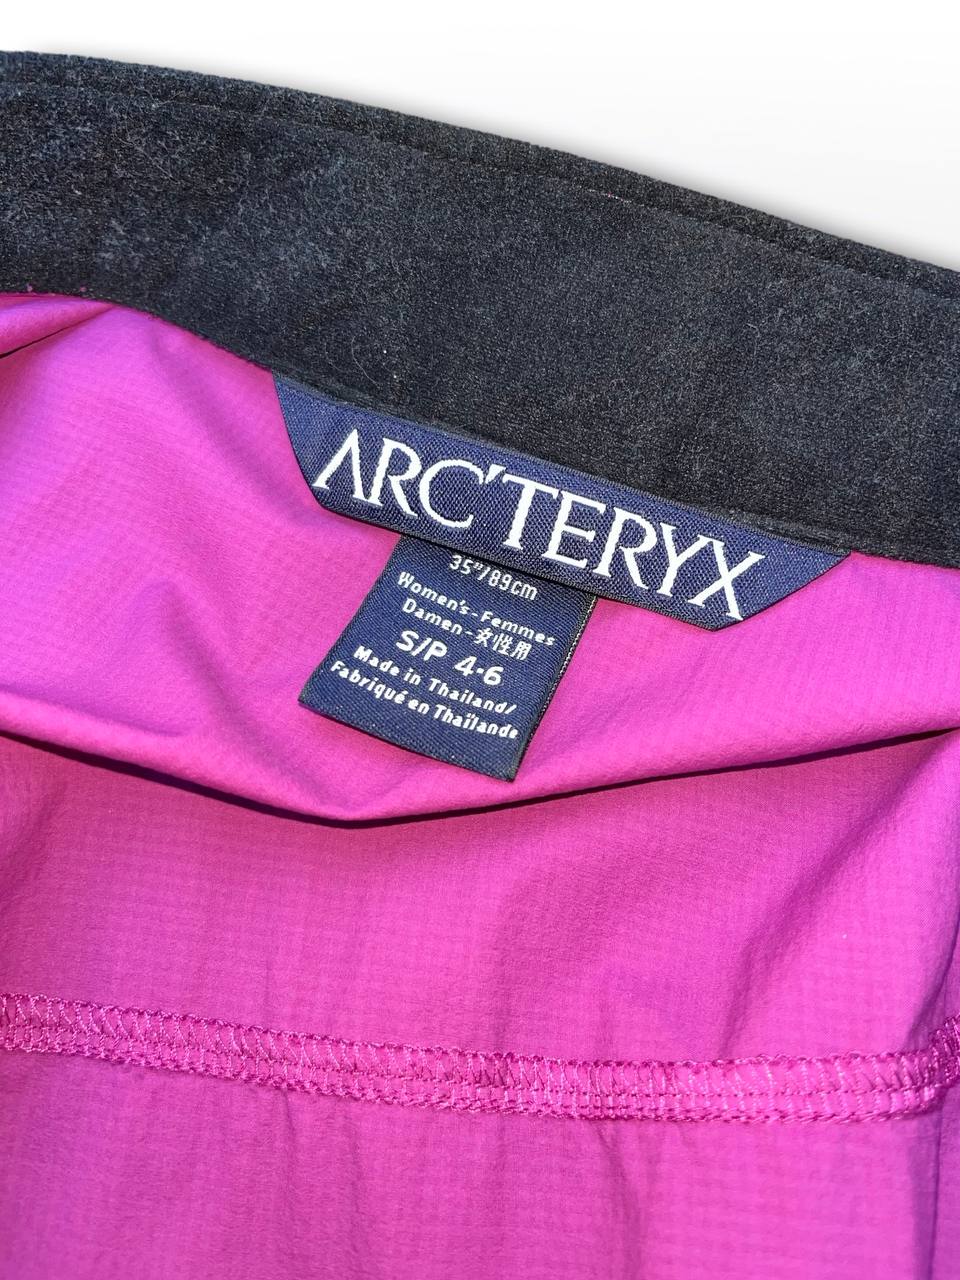 ARC'TERYX
35"/89cm
Women's-Femmes
Damen-女性用
S/P 4-6
Made in Thailand/
Fabriqué en Thaïlande